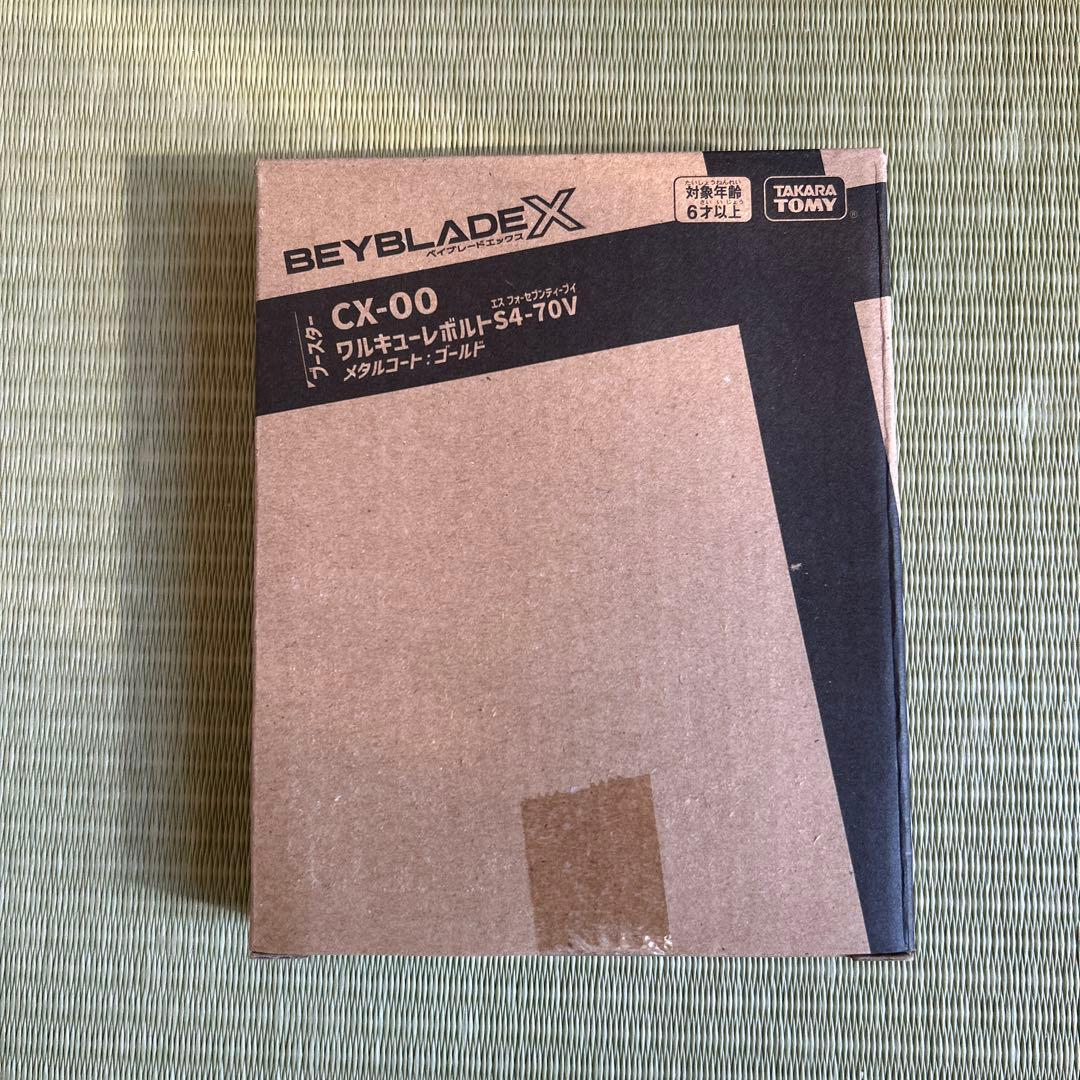 たいしょうねんれい
対象年齢
さい いじょう
6才以上
TAKARA
TOMY
®
BEYBLADE X
ベイブレードエックス
ブースター
CX-00
エス フォーセブンティーブイ
ワルキューレボルトS4-70V
メタルコート:ゴールド